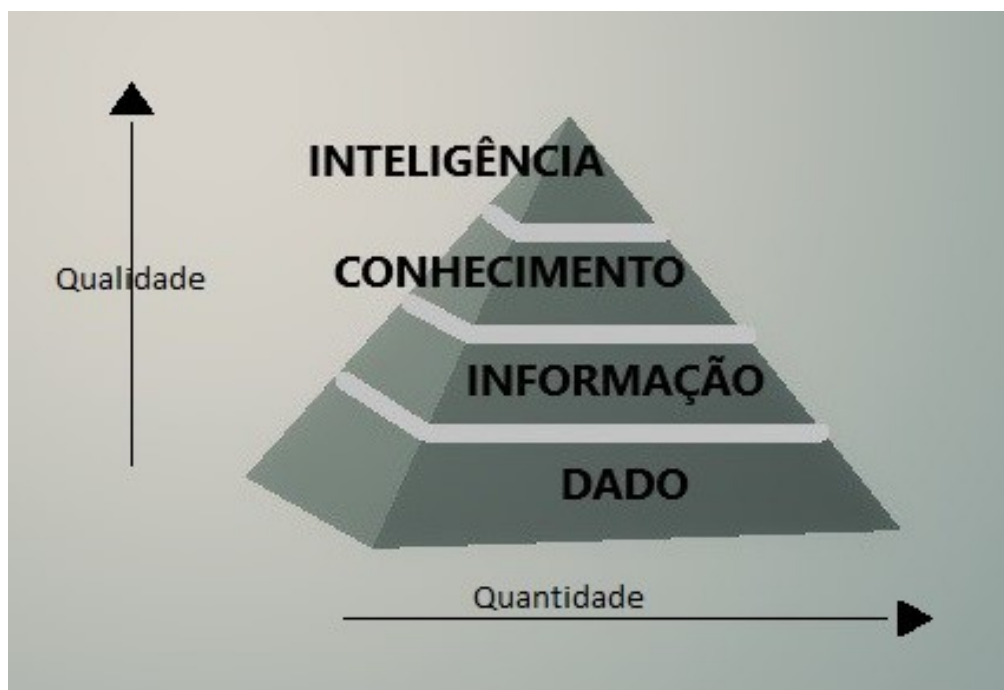 INTELIGÊNCIA
Qualidade
CONHECIMENTO
INFORMAÇÃO
DADO
Quantidade